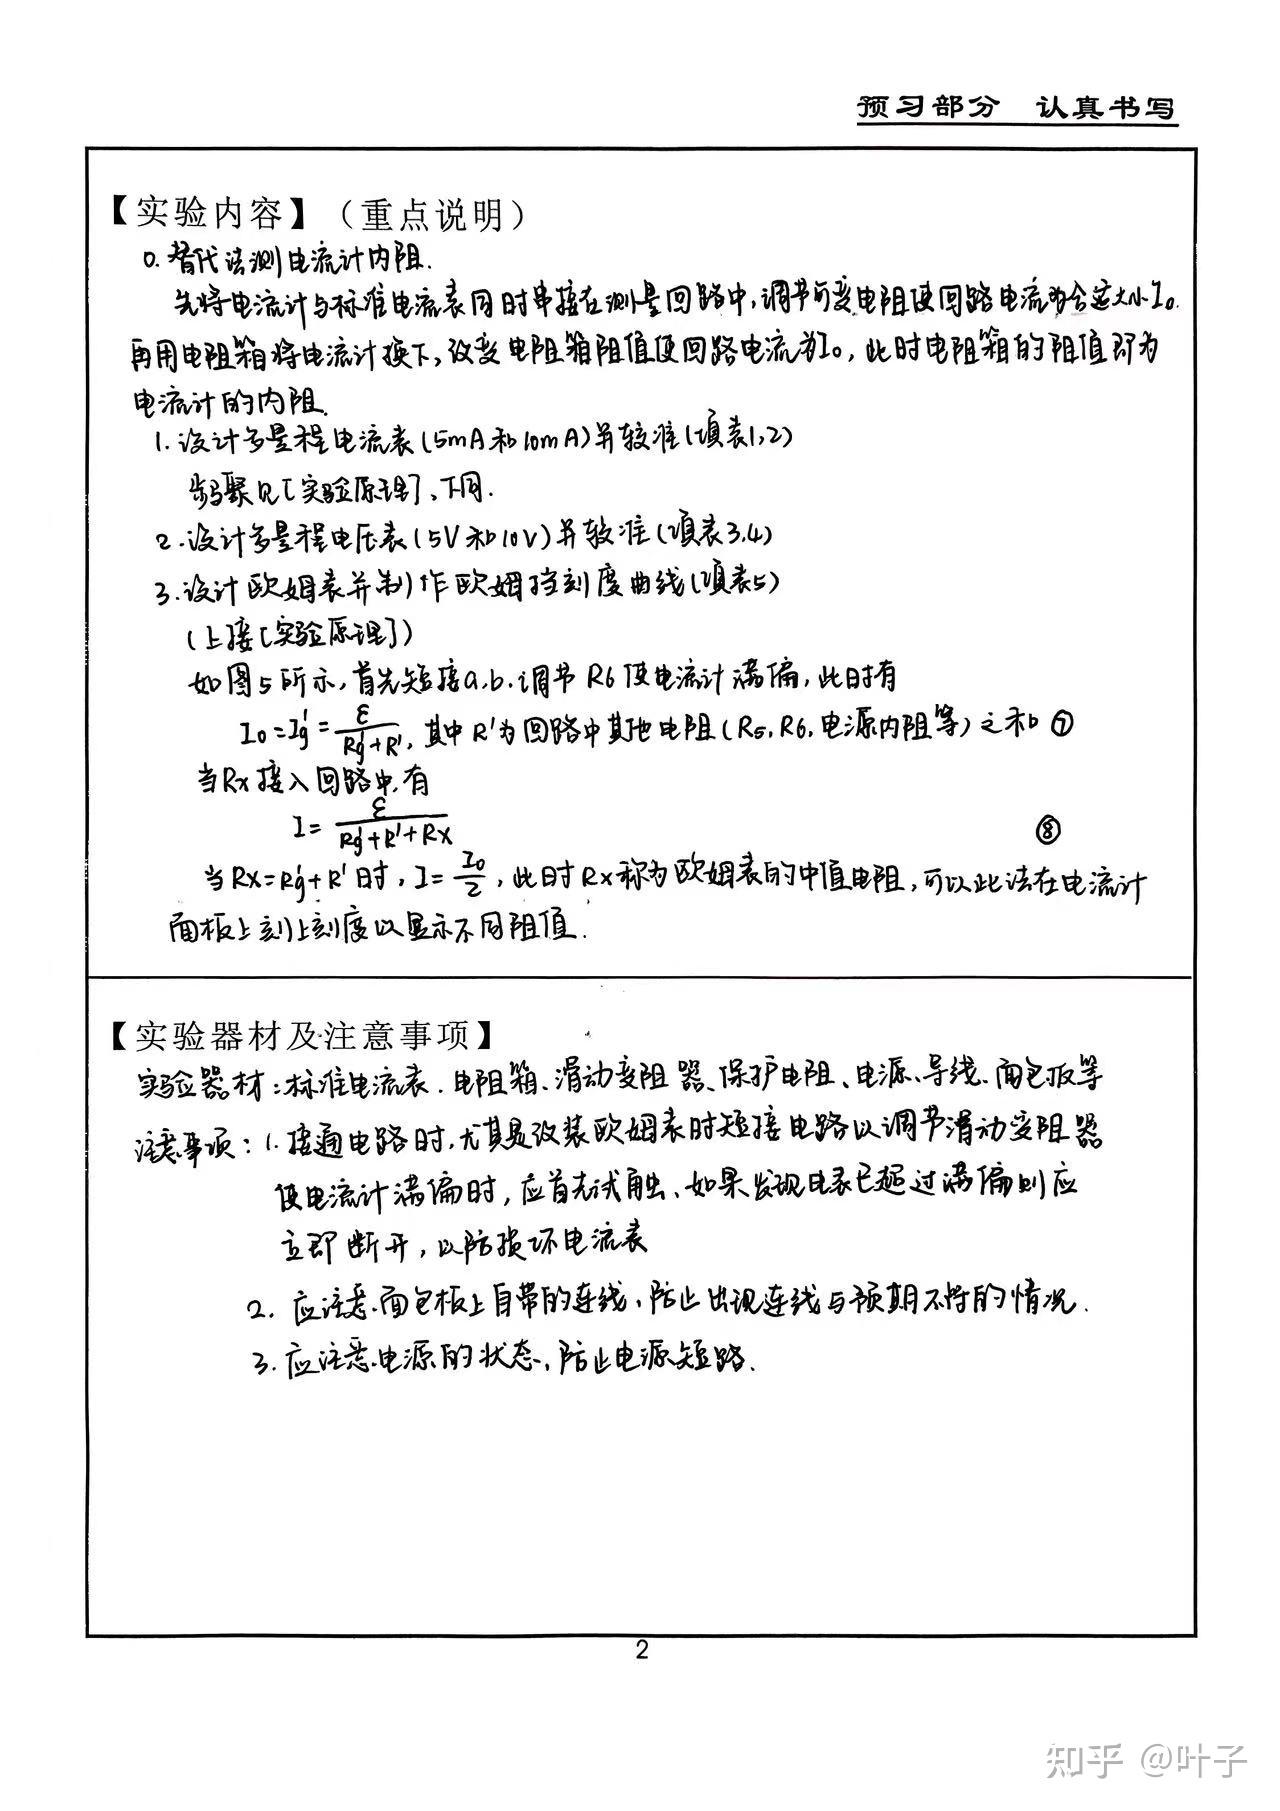 预习部分 认真书写
【实验内容】（重点说明）
0. 替代法测电流计内阻.
先将电流计与标准电流表同时串接在测量回路中,调节可变电阻使回路电流为合适大小I₀.
再用电阻箱将电流计换下,改变电阻箱阻值使回路电流为I₀,此时电阻箱的阻值即为
电流计的内阻.
1. 设计多量程电流表(5mA和10mA)并较准(填表1,2)
步骤见[实验原理],下同.
2. 设计多量程电压表(5V和10V)并较准(填表3,4)
3. 设计欧姆表并制作欧姆挡刻度曲线(填表5)
(上接[实验原理])
如图5所示,首先短接a,b.调节R6使电流计满偏,此时有
I₀=Ig'=ε/(Rg'+R'),其中R'为回路中其他电阻(R5,R6,电源内阻等)之和 ⑦
当Rx接入回路中,有
I=ε/(Rg'+R'+Rx) ⑧
当Rx=Rg'+R'时,I=I₀/2,此时Rx称为欧姆表的中值电阻,可以此法在电流计
面板上刻上刻度以显示不同阻值.
【实验器材及注意事项】
实验器材:标准电流表、电阻箱、滑动变阻器、保护电阻、电源、导线、面包板等
注意事项:1. 接通电路时,尤其是改装欧姆表时短接电路以调节滑动变阻器
使电流计满偏时,应首先试触、如果发现电表已超过满偏则应
立即断开,以防损坏电流表
2. 应注意面包板上自带的连线,防止出现连线与预期不符的情况.
3. 应注意电源的状态,防止电源短路.
2
知乎 @叶子